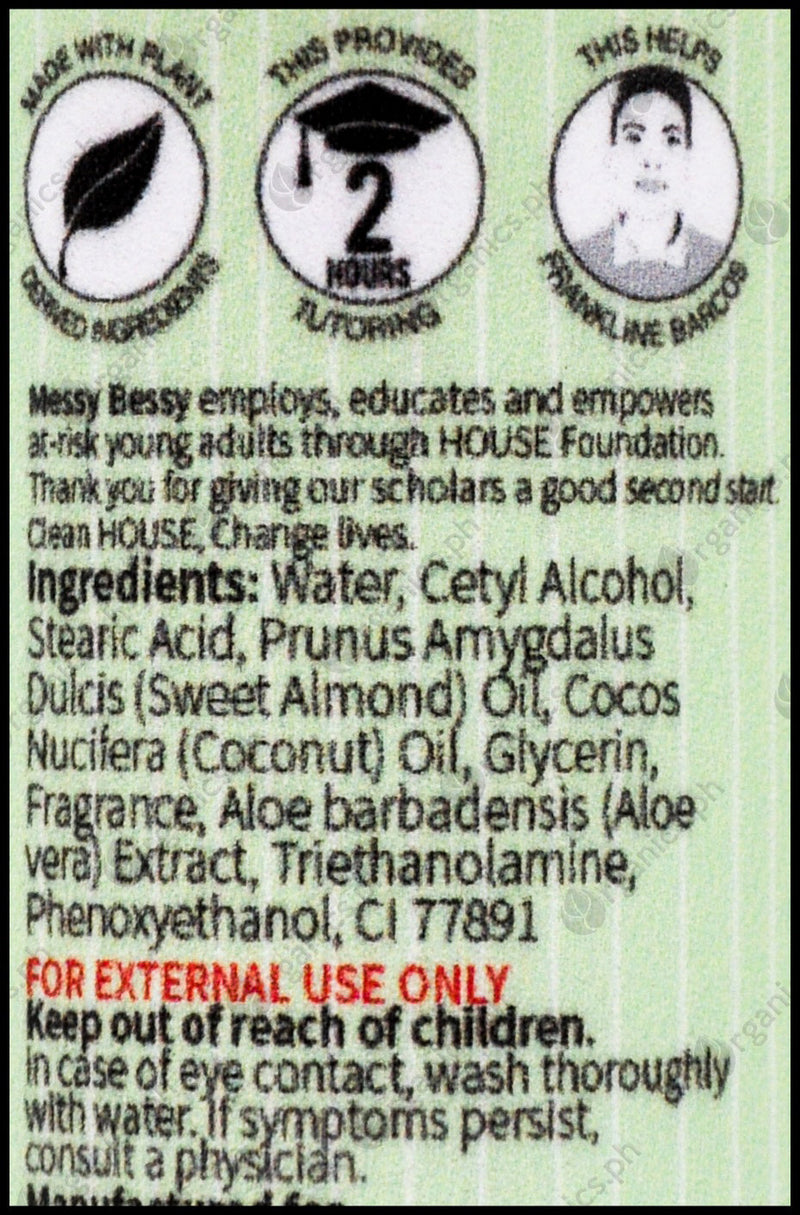 MADE WITH PLANT
DERIVED INGREDIENTS
THIS PROVIDES
2
HOURS
TUTORING
THIS HELPS
FRANKLINE BARCOS
Messy Bessy employs, educates and empowers
at-risk young adults through HOUSE Foundation.
Thank you for giving our scholars a good second start.
Clean HOUSE, Change lives.
Ingredients: Water, Cetyl Alcohol,
Stearic Acid, Prunus Amygdalus
Dulcis (Sweet Almond) Oil, Cocos
Nucifera (Coconut) Oil, Glycerin,
Fragrance, Aloe barbadensis (Aloe
vera) Extract, Triethanolamine,
Phenoxyethanol, CI 77891
FOR EXTERNAL USE ONLY
Keep out of reach of children.
In case of eye contact, wash thoroughly
with water. If symptoms persist,
consult a physician.
Manufactured for